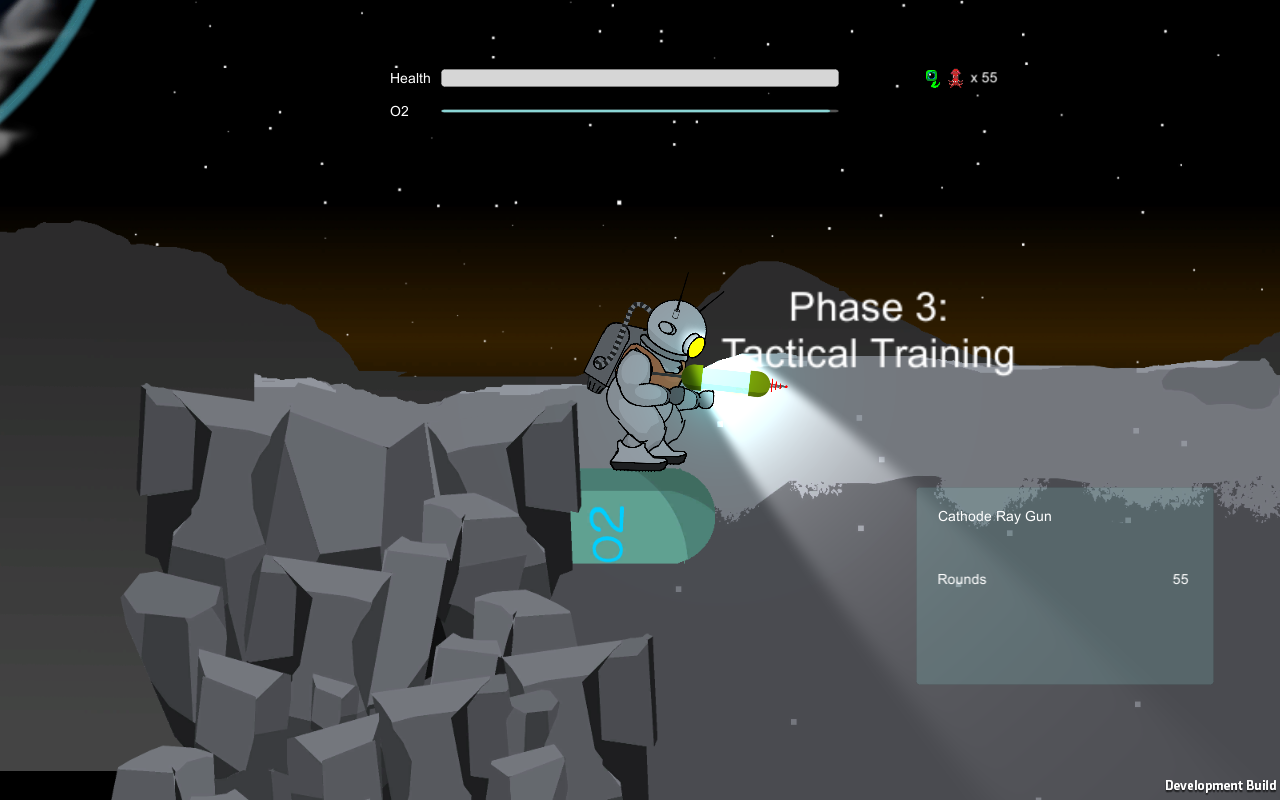 Health
x 55
O2
Phase 3:
Tactical Training
O2
Cathode Ray Gun
Rounds 55
Development Build